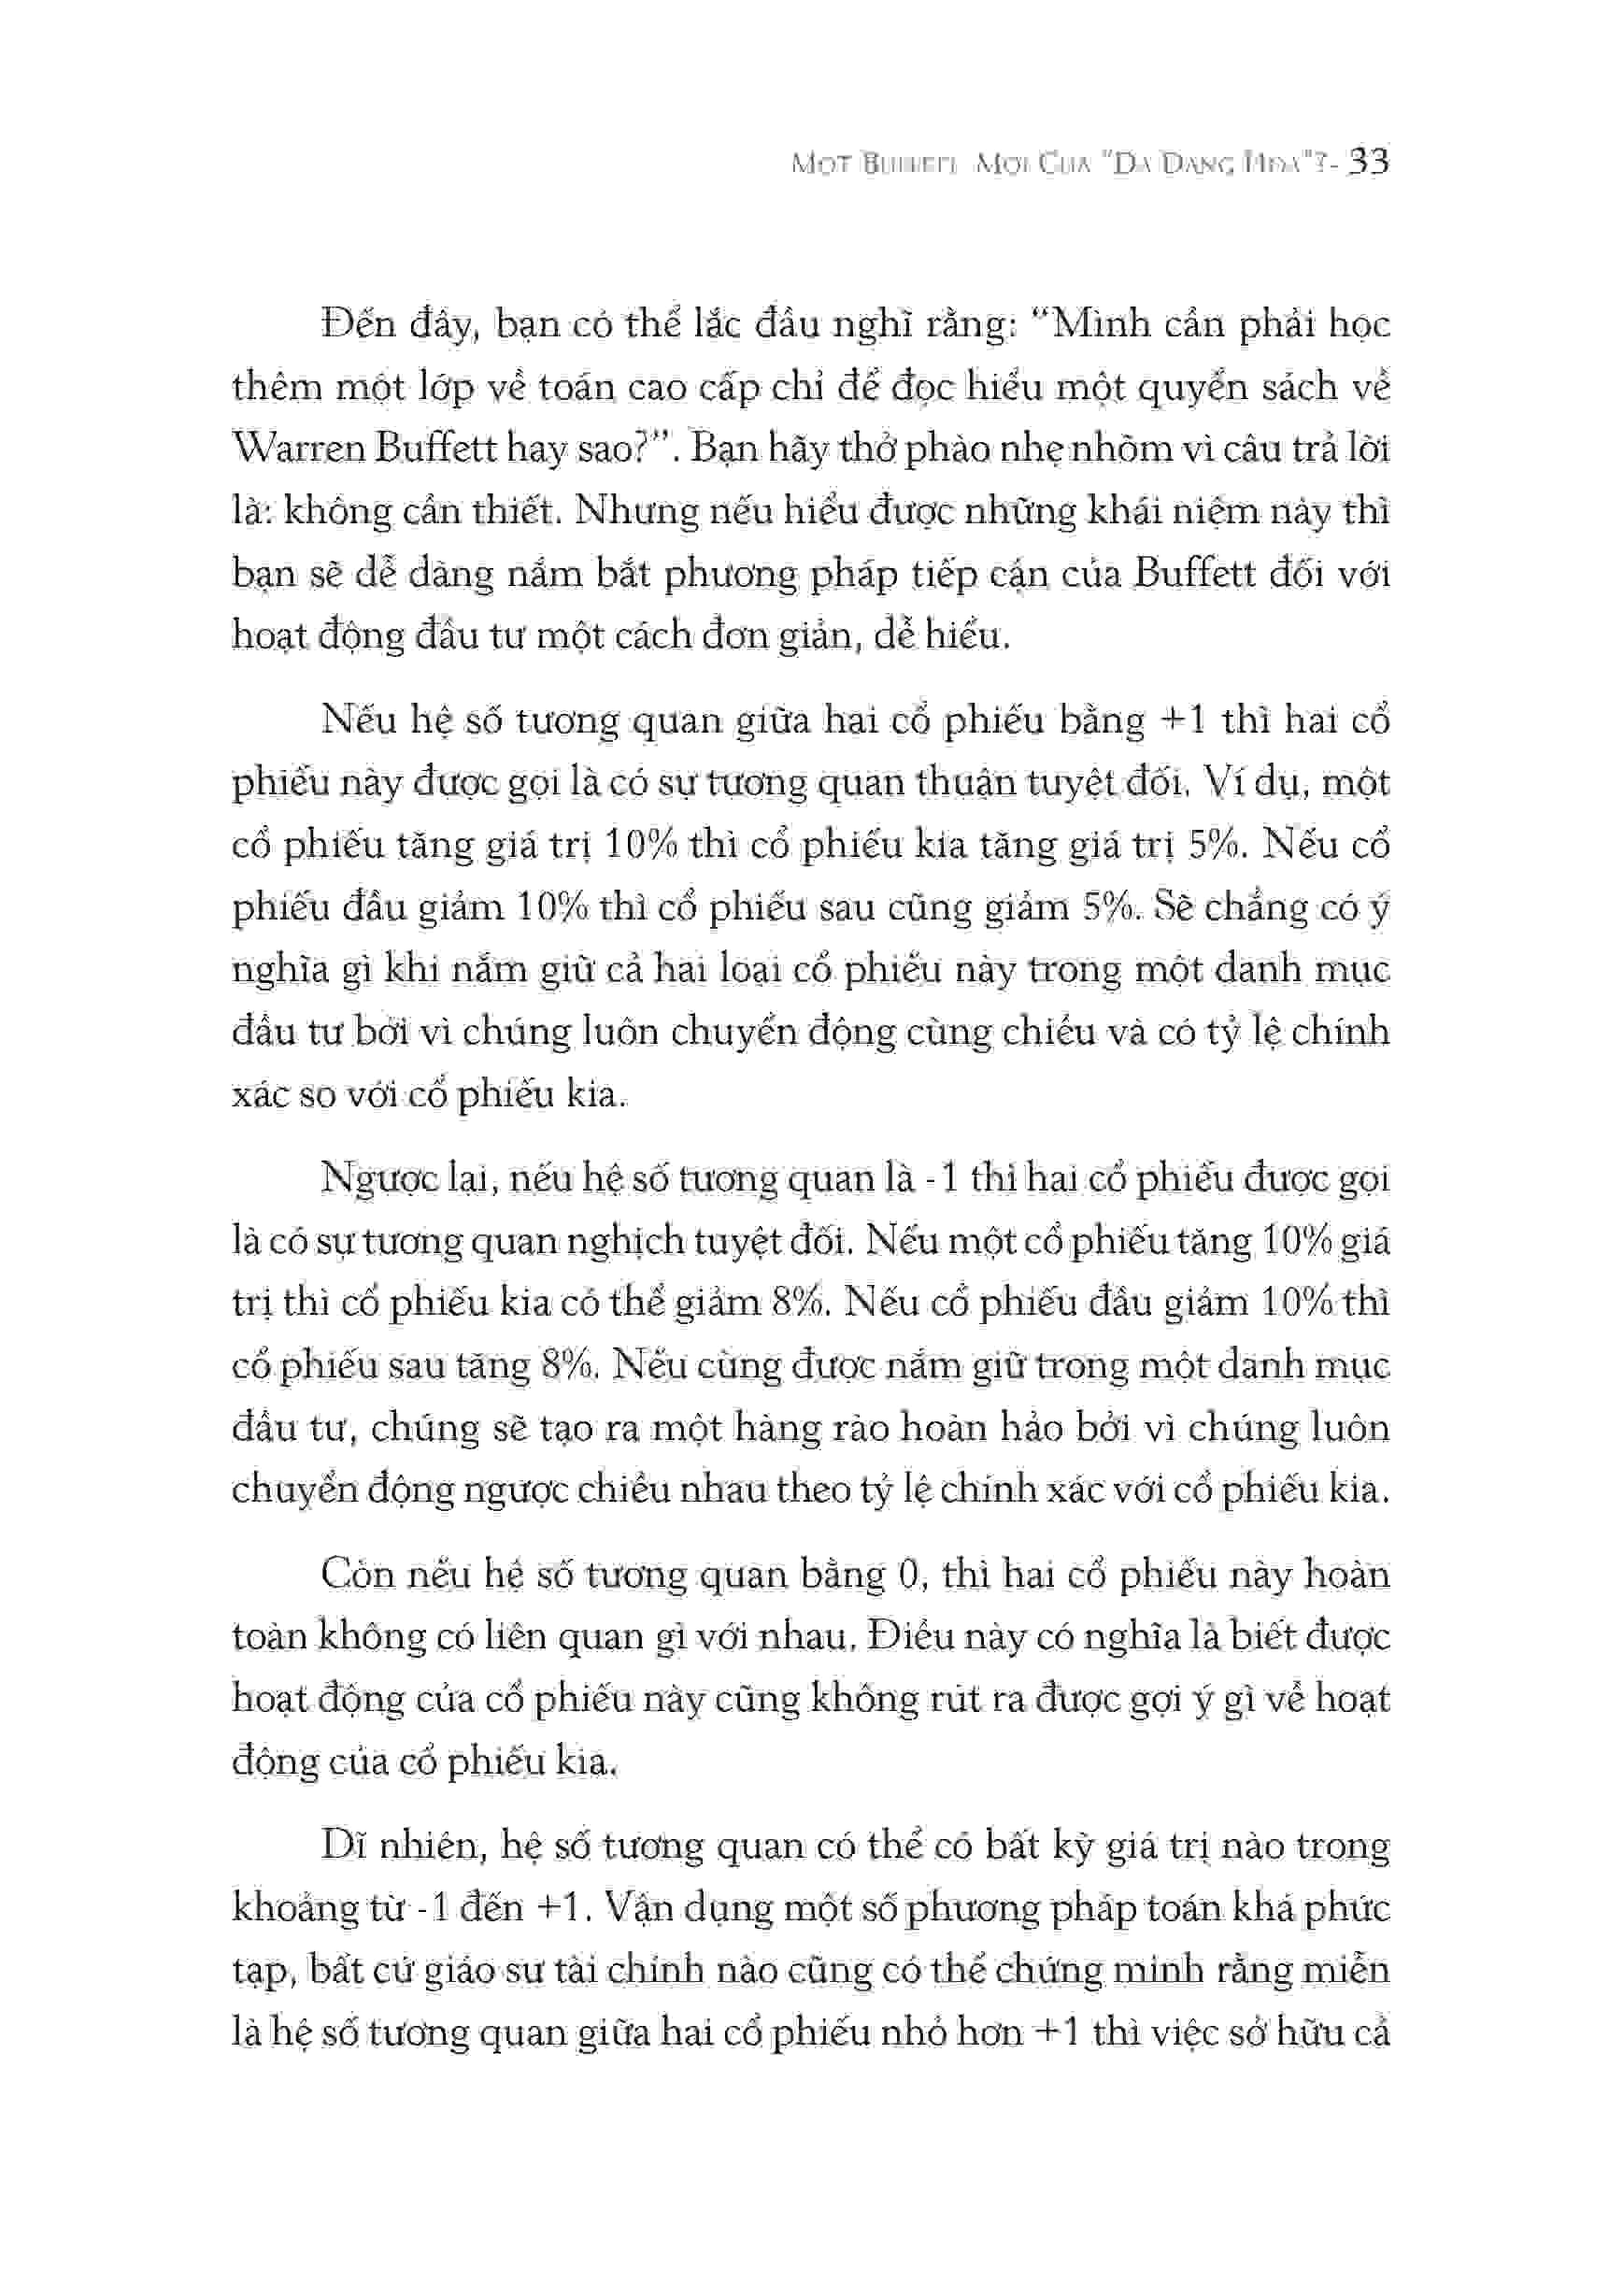 33
Đến đây, bạn có thể lắc đầu nghĩ rằng: “Mình cần phải học
thêm một lớp về toán cao cấp chỉ để đọc hiểu một quyển sách về
Warren Buffett hay sao?”. Bạn hãy thở phào nhẹ nhõm vì câu trả lời
là: không cần thiết. Nhưng nếu hiểu được những khái niệm này thì
bạn sẽ dễ dàng nắm bắt phương pháp tiếp cận của Buffett đối với
hoạt động đầu tư một cách đơn giản, dễ hiểu.
Nếu hệ số tương quan giữa hai cổ phiếu bằng +1 thì hai cổ
phiếu này được gọi là có sự tương quan thuận tuyệt đối. Ví dụ, một
cổ phiếu tăng giá trị 10% thì cổ phiếu kia tăng giá trị 5%. Nếu cổ
phiếu đầu giảm 10% thì cổ phiếu sau cũng giảm 5%. Sẽ chẳng có ý
nghĩa gì khi nắm giữ cả hai loại cổ phiếu này trong một danh mục
đầu tư bởi vì chúng luôn chuyển động cùng chiều và có tỷ lệ chính
xác so với cổ phiếu kia.
Ngược lại, nếu hệ số tương quan là -1 thì hai cổ phiếu được gọi
là có sự tương quan nghịch tuyệt đối. Nếu một cổ phiếu tăng 10% giá
trị thì cổ phiếu kia có thể giảm 8%. Nếu cổ phiếu đầu giảm 10% thì
cổ phiếu sau tăng 8%. Nếu cùng được nắm giữ trong một danh mục
đầu tư, chúng sẽ tạo ra một hàng rào hoàn hảo bởi vì chúng luôn
chuyển động ngược chiều nhau theo tỷ lệ chính xác với cổ phiếu kia.
Còn nếu hệ số tương quan bằng 0, thì hai cổ phiếu này hoàn
toàn không có liên quan gì với nhau. Điều này có nghĩa là biết được
hoạt động của cổ phiếu này cũng không rút ra được gợi ý gì về hoạt
động của cổ phiếu kia.
Dĩ nhiên, hệ số tương quan có thể có bất kỳ giá trị nào trong
khoảng từ -1 đến +1. Vận dụng một số phương pháp toán khá phức
tạp, bất cứ giáo sư tài chính nào cũng có thể chứng minh rằng miễn
là hệ số tương quan giữa hai cổ phiếu nhỏ hơn +1 thì việc sở hữu cả